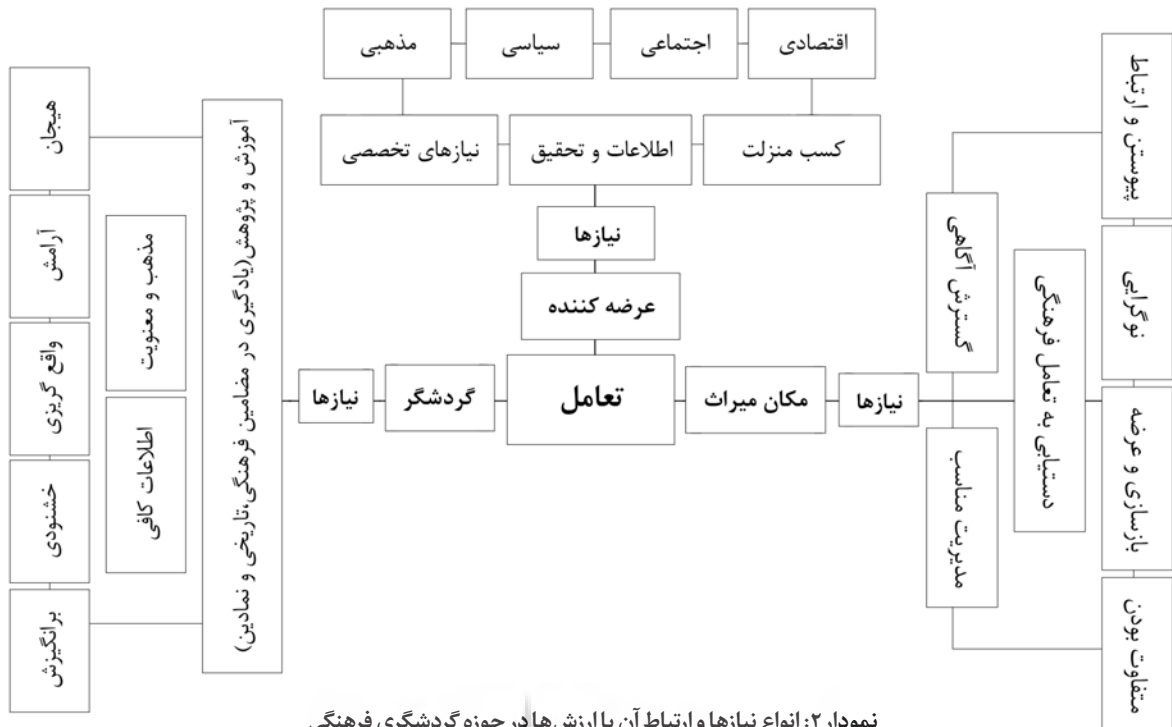 اقتصادی
اجتماعی
سیاسی
مذهبی
کسب منزلت
اطلاعات و تحقیق
نیازهای تخصصی
نیازها
عرضه کننده
تعامل
مکان میراث
نیازها
گسترش آگاهی
مدیریت مناسب
دستیابی به تعامل فرهنگی
پیوستن و ارتباط
نوگرایی
بازسازی و عرضه
متفاوت بودن
گردشگر
نیازها
آموزش و پژوهش(یادگیری در مضامین فرهنگی،تاریخی و نمادین)
مذهب و معنویت
اطلاعات کافی
هیجان
آرامش
واقع گریزی
خشنودی
برانگیزش
نمودار ۲: انواع نیازها و ارتباط آن با ارزش‌ها در حوزه گردشگری فرهنگی